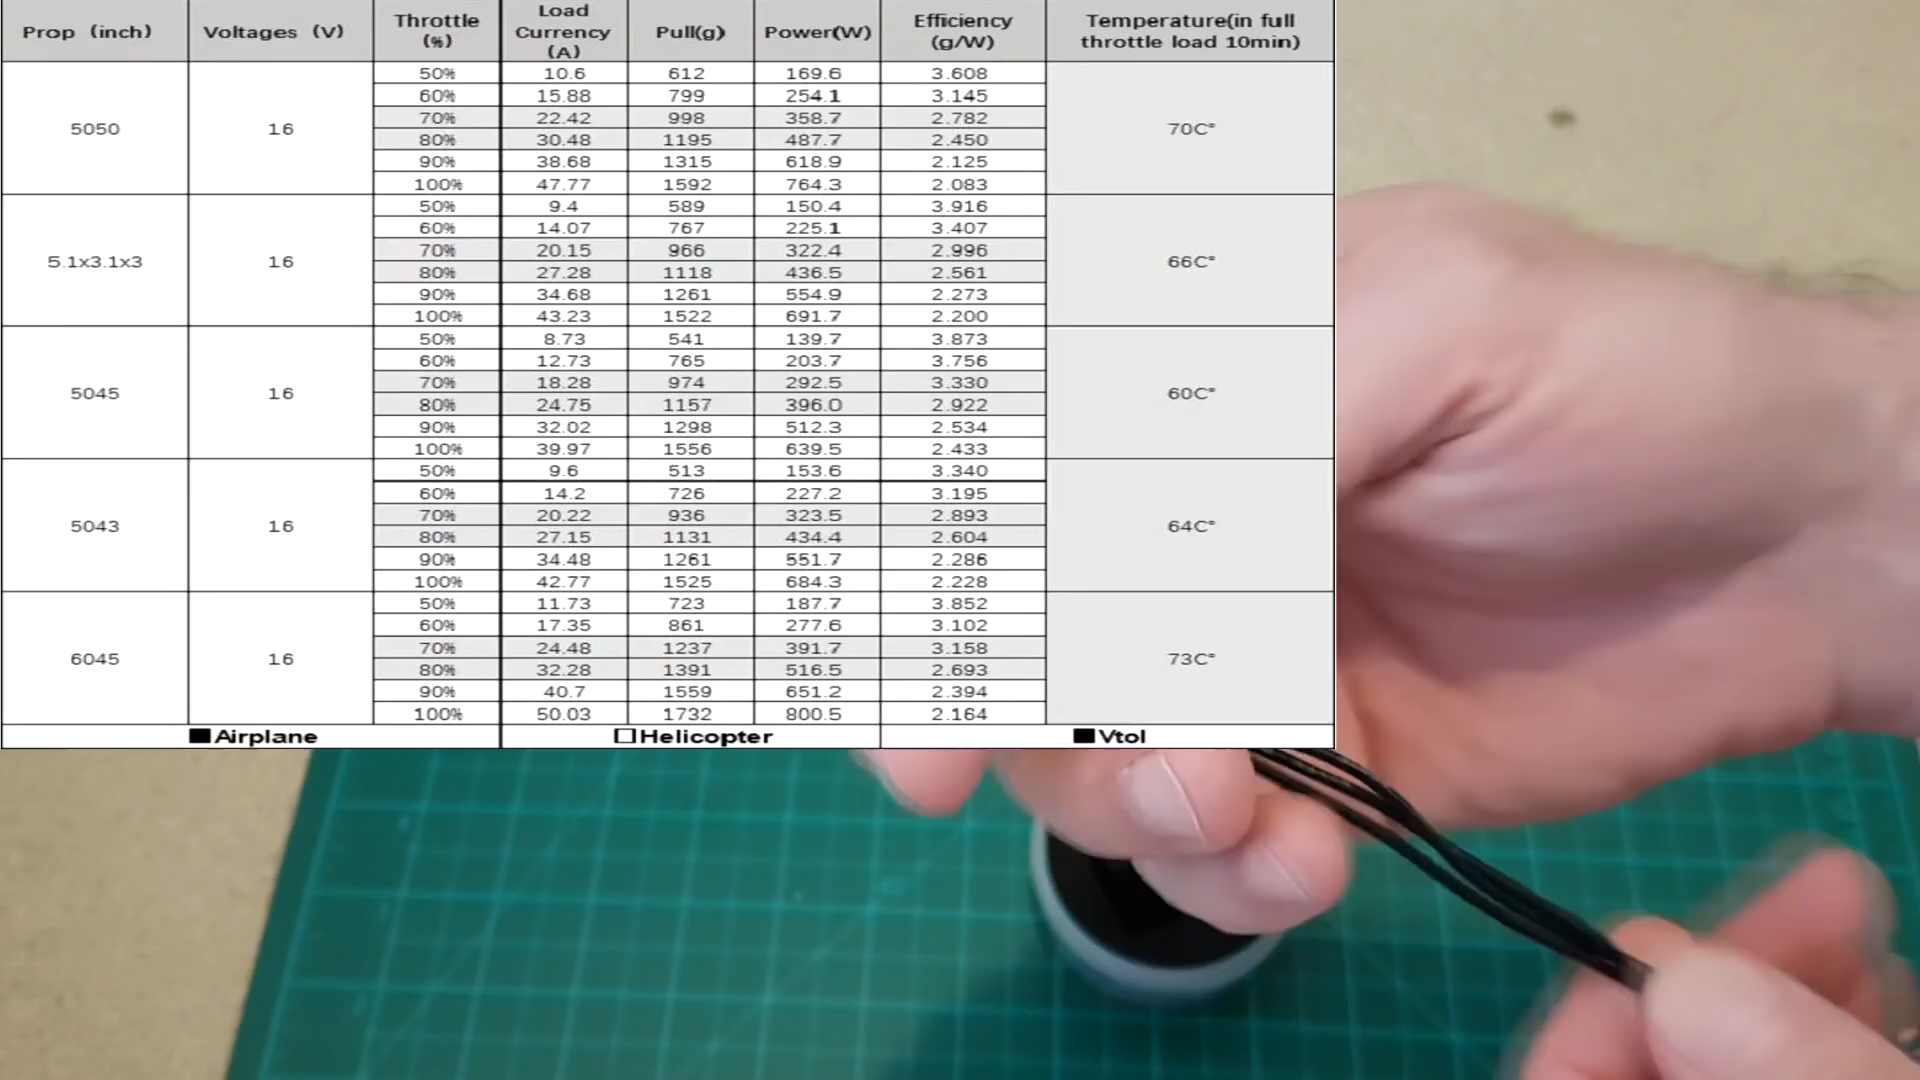 Prop (inch) Voltages (V) Throttle (%) Load Currency (A) Pull(g) Power(W) Efficiency (g/W) Temperature(in full throttle load 10min)
5050 16 50% 10.6 612 169.6 3.608 70C°
60% 15.88 799 254.1 3.145
70% 22.42 998 358.7 2.782
80% 30.48 1195 487.7 2.450
90% 38.68 1315 618.9 2.125
100% 47.77 1592 764.3 2.083
5.1x3.1x3 16 50% 9.4 589 150.4 3.916 66C°
60% 14.07 767 225.1 3.407
70% 20.15 966 322.4 2.996
80% 27.28 1118 436.5 2.561
90% 34.68 1261 554.9 2.273
100% 43.23 1522 691.7 2.200
5045 16 50% 8.73 541 139.7 3.873 60C°
60% 12.73 765 203.7 3.756
70% 18.28 974 292.5 3.330
80% 24.75 1157 396.0 2.922
90% 32.02 1298 512.3 2.534
100% 39.97 1556 639.5 2.433
5043 16 50% 9.6 513 153.6 3.340 64C°
60% 14.2 726 227.2 3.195
70% 20.22 936 323.5 2.893
80% 27.15 1131 434.4 2.604
90% 34.48 1261 551.7 2.286
100% 42.77 1525 684.3 2.228
6045 16 50% 11.73 723 187.7 3.852 73C°
60% 17.35 861 277.6 3.102
70% 24.48 1237 391.7 3.158
80% 32.28 1391 516.5 2.693
90% 40.7 1559 651.2 2.394
100% 50.03 1732 800.5 2.164
■Airplane □Helicopter ■Vtol